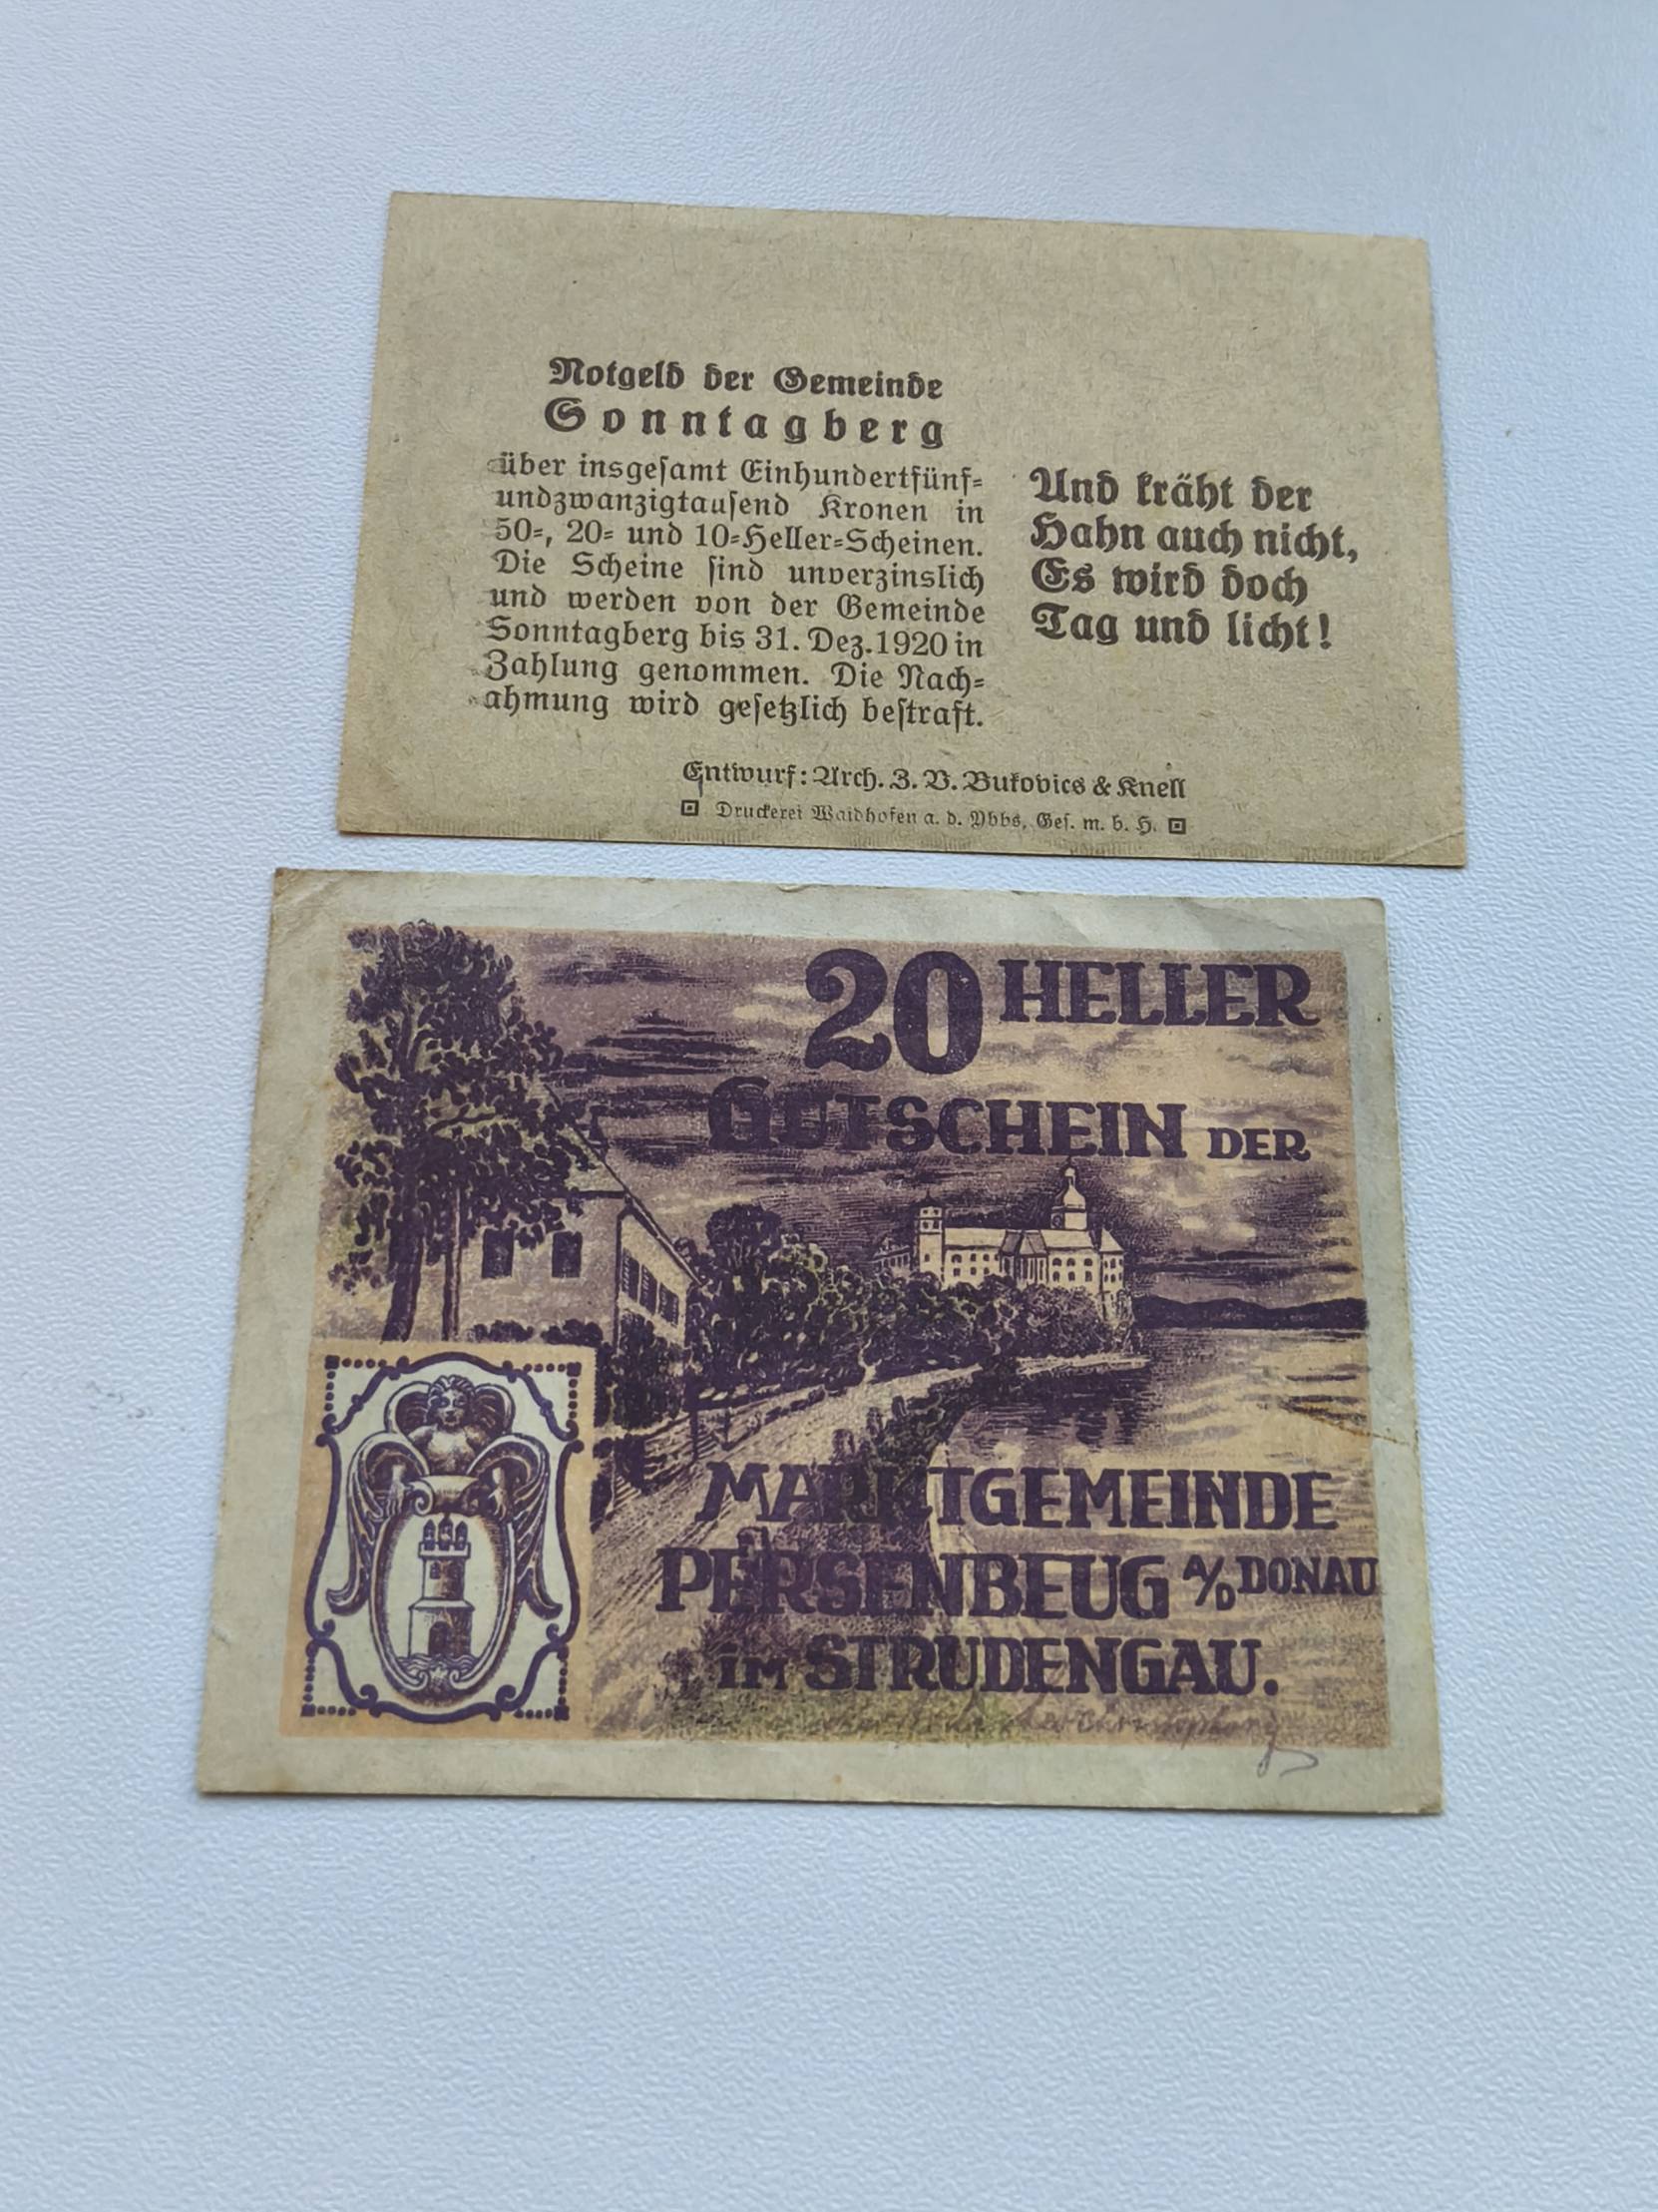 Notgeld der Gemeinde
Sonntagberg
über insgesamt Einhundertfünf=
undzwanzigtausend Kronen in
50=, 20= und 10=Heller=Scheinen.
Die Scheine sind unverzinslich
und werden von der Gemeinde
Sonntagberg bis 31. Dez. 1920 in
Zahlung genommen. Die Nach=
ahmung wird gesetzlich bestraft.
Und kräht der
Hahn auch nicht,
Es wird doch
Tag und licht!
Entwurf: Arch. Z. V. Bukovics & Knell
Druckerei Waidhofen a. d. Ybbs, Ges. m. b. H.
20 HELLER
GUTSCHEIN DER
MARKTGEMEINDE
PERSENBEUG A/D DONAU
IM STRUDENGAU.